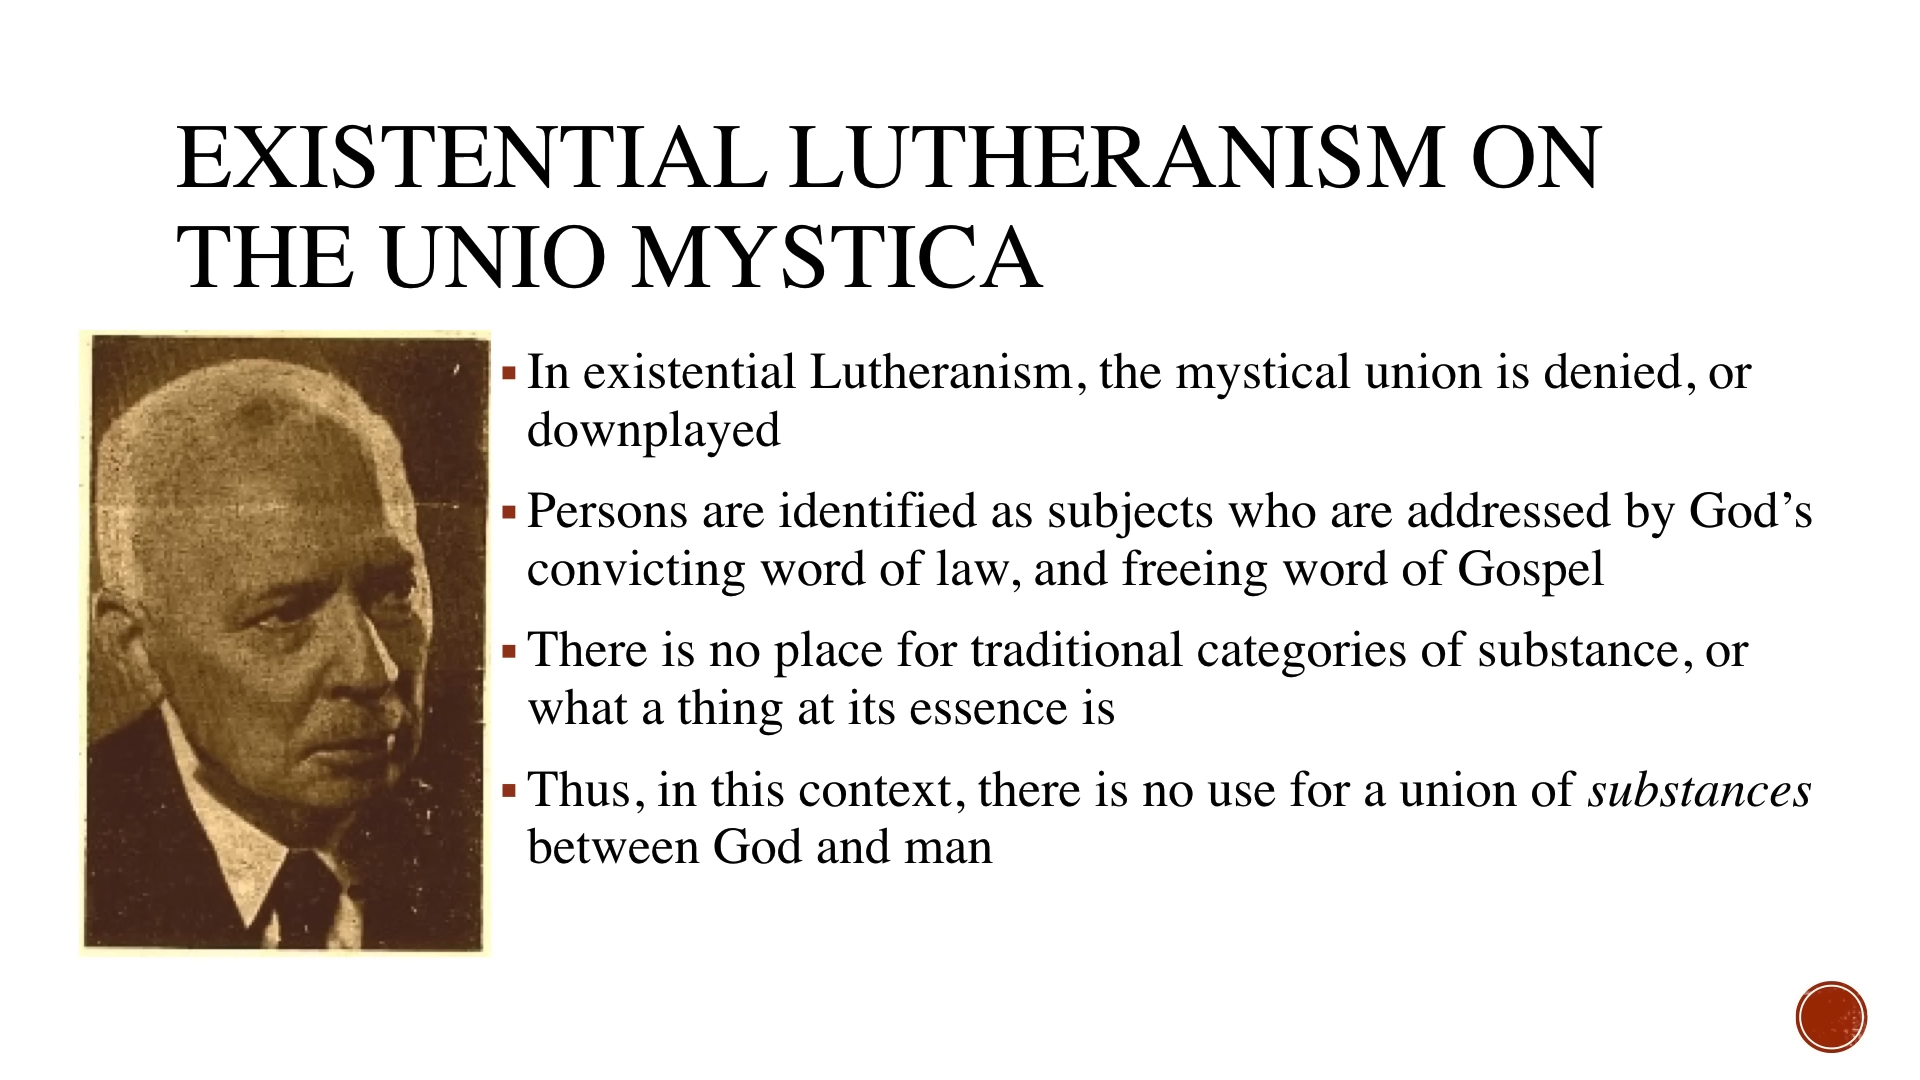 EXISTENTIAL LUTHERANISM ON
THE UNIO MYSTICA
▪ In existential Lutheranism, the mystical union is denied, or
downplayed
▪ Persons are identified as subjects who are addressed by God’s
convicting word of law, and freeing word of Gospel
▪ There is no place for traditional categories of substance, or
what a thing at its essence is
▪ Thus, in this context, there is no use for a union of substances
between God and man